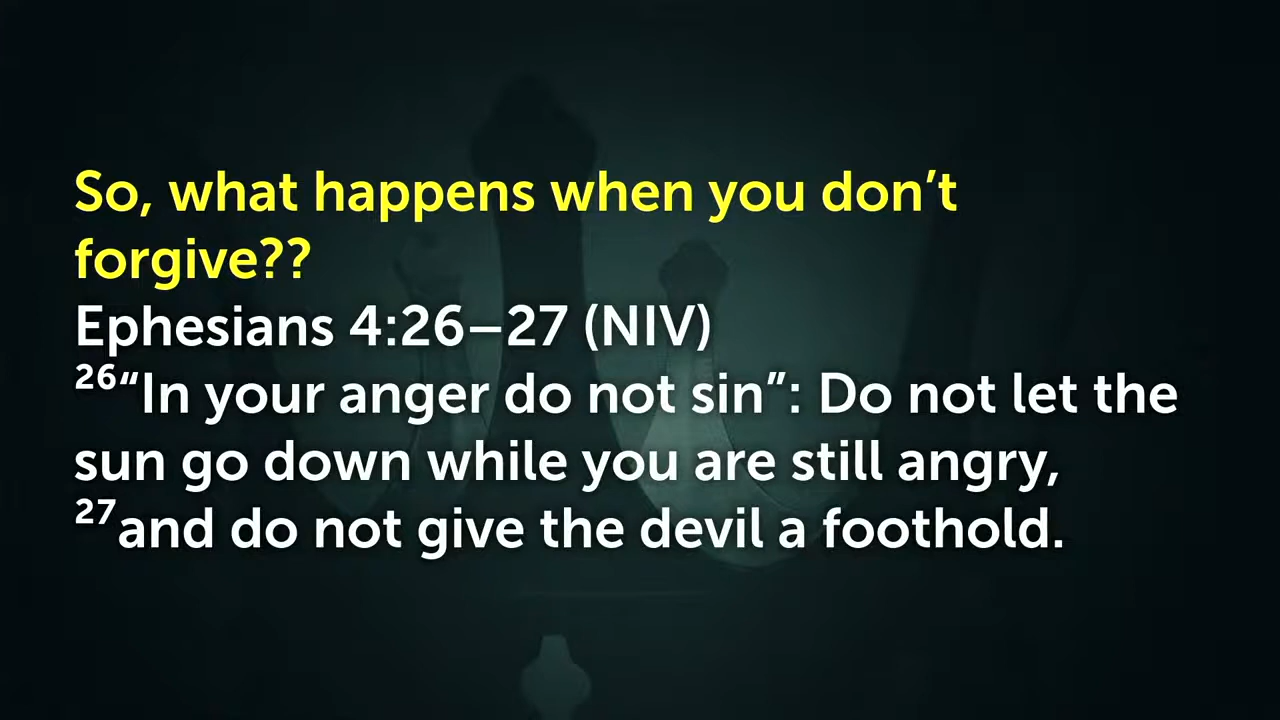 So, what happens when you don’t
forgive??
Ephesians 4:26–27 (NIV)
26“In your anger do not sin”: Do not let the
sun go down while you are still angry,
27and do not give the devil a foothold.